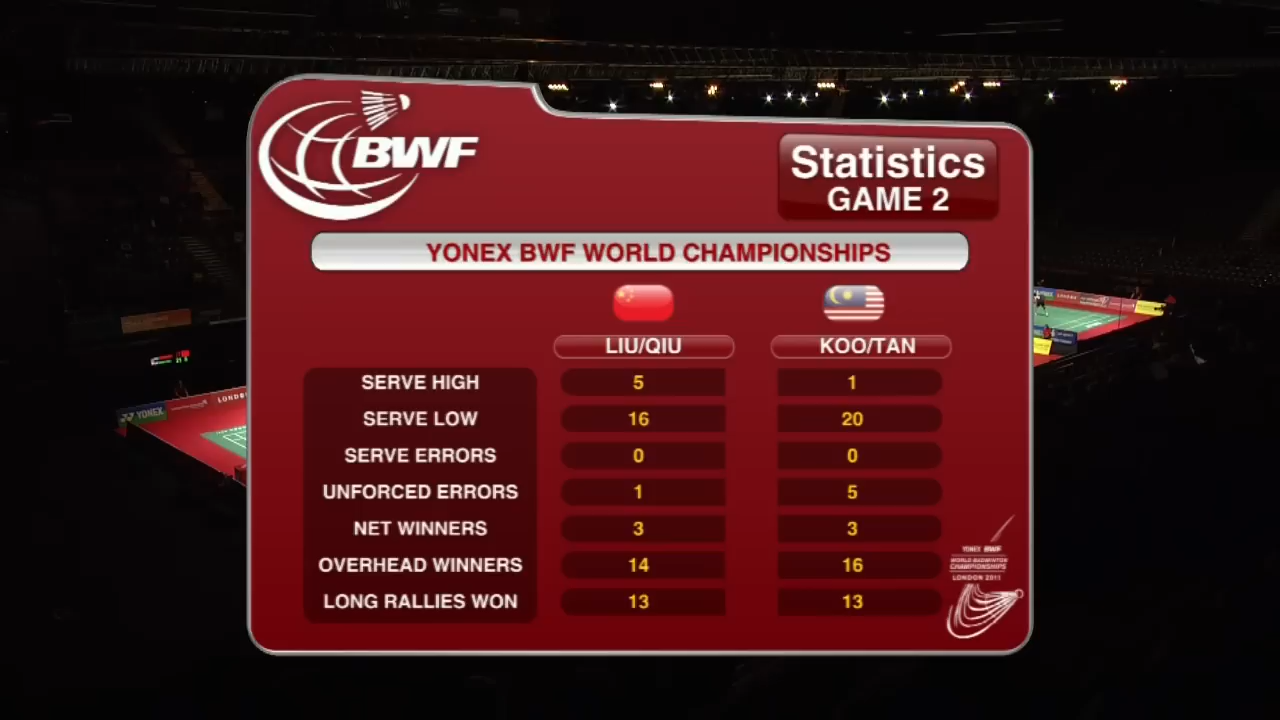 BWF
Statistics
GAME 2
YONEX BWF WORLD CHAMPIONSHIPS
LIU/QIU KOO/TAN
SERVE HIGH 5 1
SERVE LOW 16 20
SERVE ERRORS 0 0
UNFORCED ERRORS 1 5
NET WINNERS 3 3
OVERHEAD WINNERS 14 16
LONG RALLIES WON 13 13
YONEX BWF
WORLD BADMINTON
CHAMPIONSHIPS
LONDON 2011
YONEX